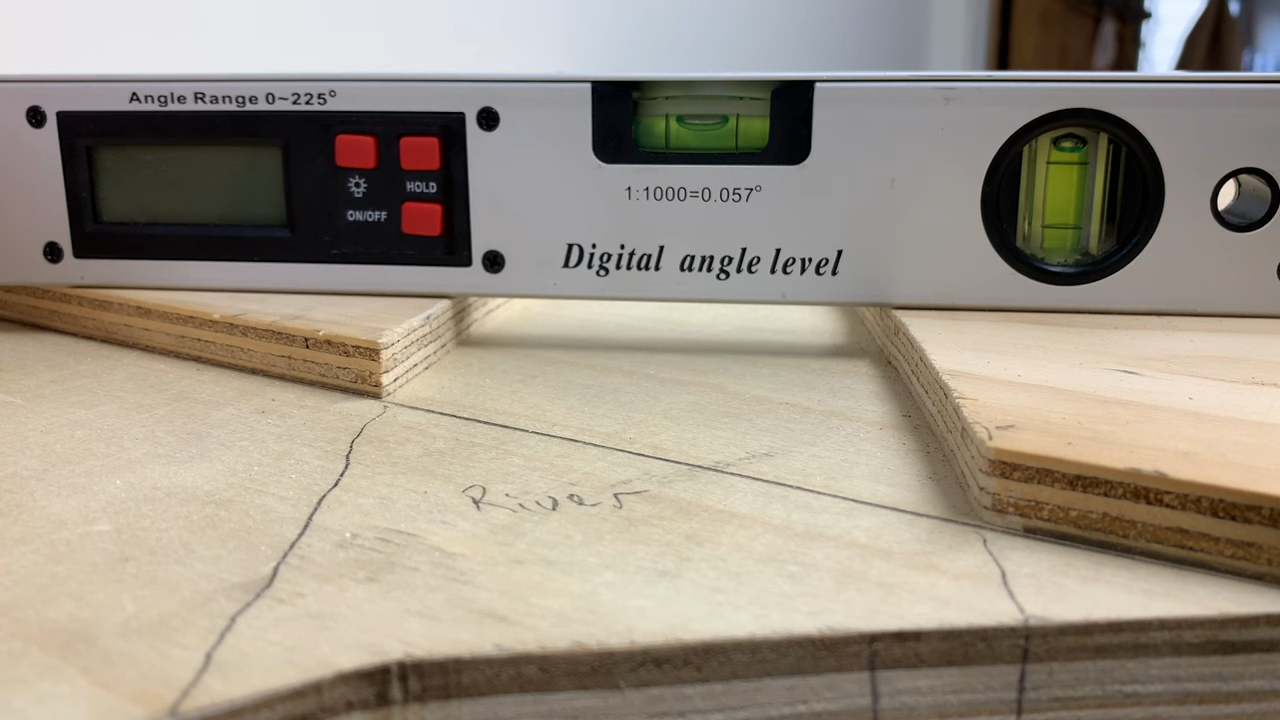 Angle Range 0~225°
HOLD
ON/OFF
1:1000=0.057°
Digital angle level
River